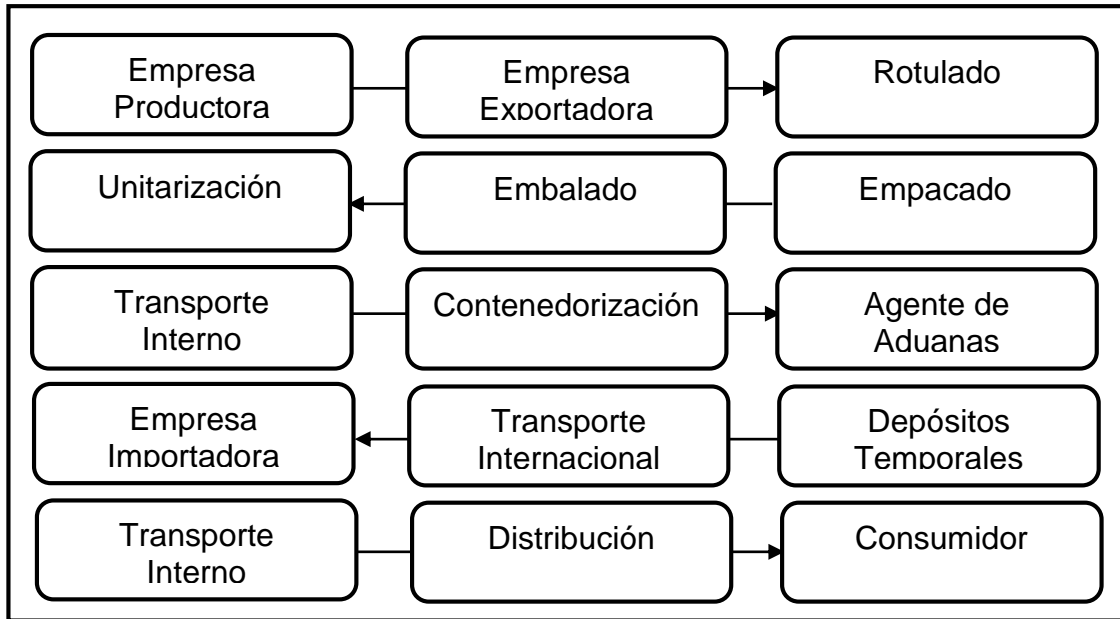 Empresa
Productora
Empresa
Exportadora
Rotulado
Unitarización
Embalado
Empacado
Transporte
Interno
Contenedorización
Agente de
Aduanas
Empresa
Importadora
Transporte
Internacional
Depósitos
Temporales
Transporte
Interno
Distribución
Consumidor